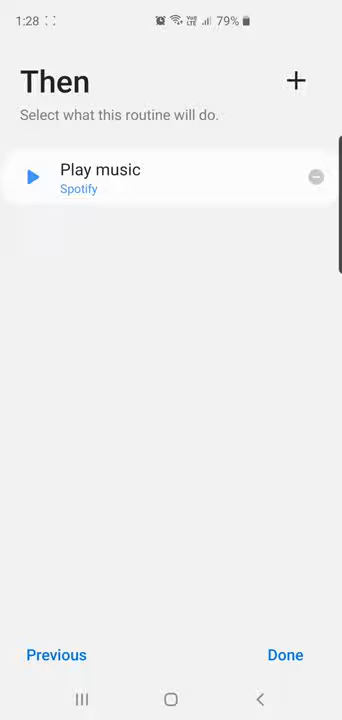 1:28
79%
Then
Select what this routine will do.
Play music
Spotify
Previous
Done